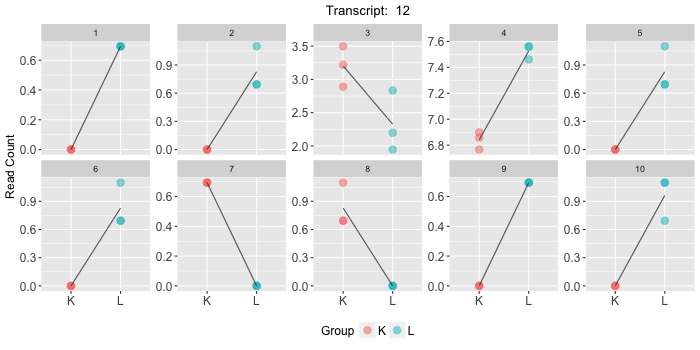 Transcript: 12
1 2 3 4 5
0.6 0.4 0.2 0.0
0.9 0.6 0.3 0.0
3.5 3.0 2.5 2.0
7.6 7.4 7.2 7.0 6.8
0.9 0.6 0.3 0.0
Read Count
6 7 8 9 10
0.9 0.6 0.3 0.0
0.6 0.4 0.2 0.0
0.9 0.6 0.3 0.0
0.6 0.4 0.2 0.0
0.9 0.6 0.3 0.0
K L K L K L K L K L
Group K L